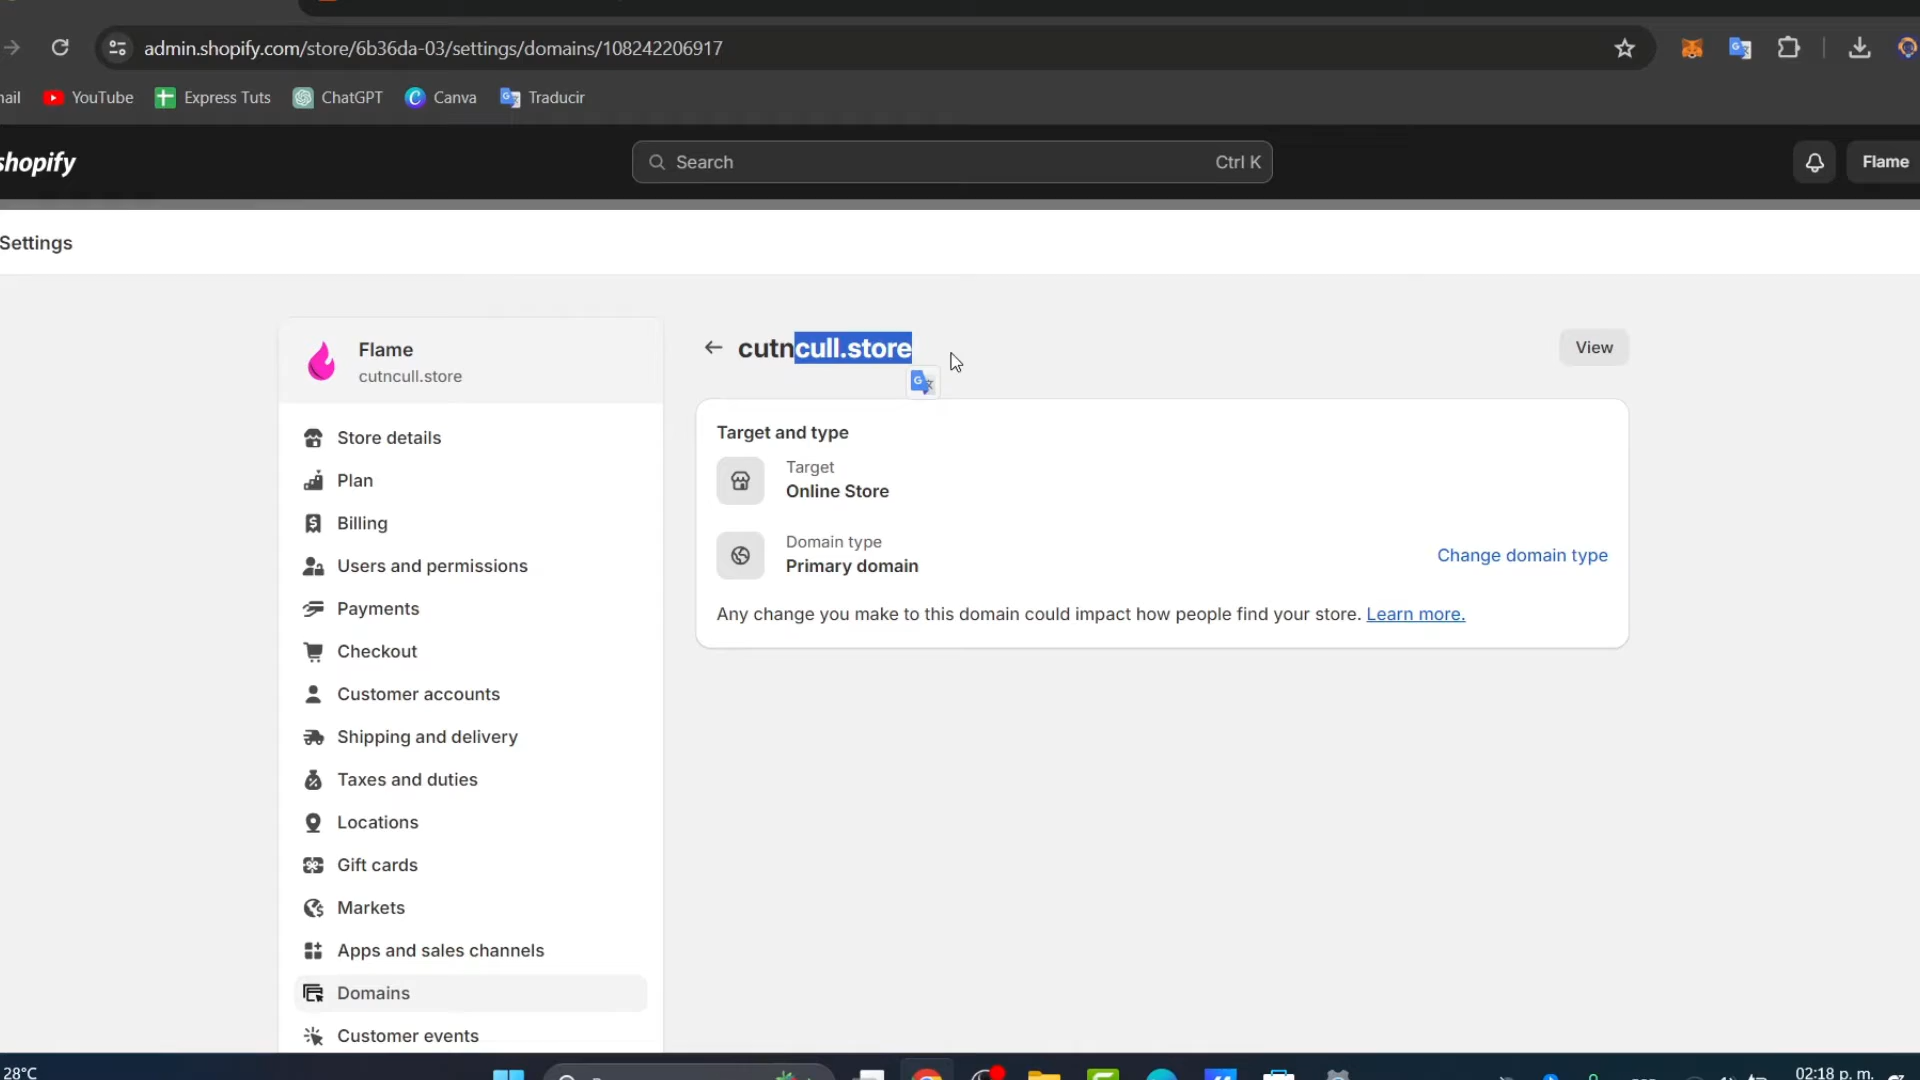 admin.shopify.com/store/6b36da-03/settings/domains/108242206917
ail
YouTube
Express Tuts
ChatGPT
Canva
Traducir
shopify
Search
Ctrl K
Flame
Settings
Flame
cutncull.store
Store details
Plan
Billing
Users and permissions
Payments
Checkout
Customer accounts
Shipping and delivery
Taxes and duties
Locations
Gift cards
Markets
Apps and sales channels
Domains
Customer events
cutncull.store
View
Target and type
Target
Online Store
Domain type
Primary domain
Change domain type
Any change you make to this domain could impact how people find your store. Learn more.
28°C
02:18 p. m.